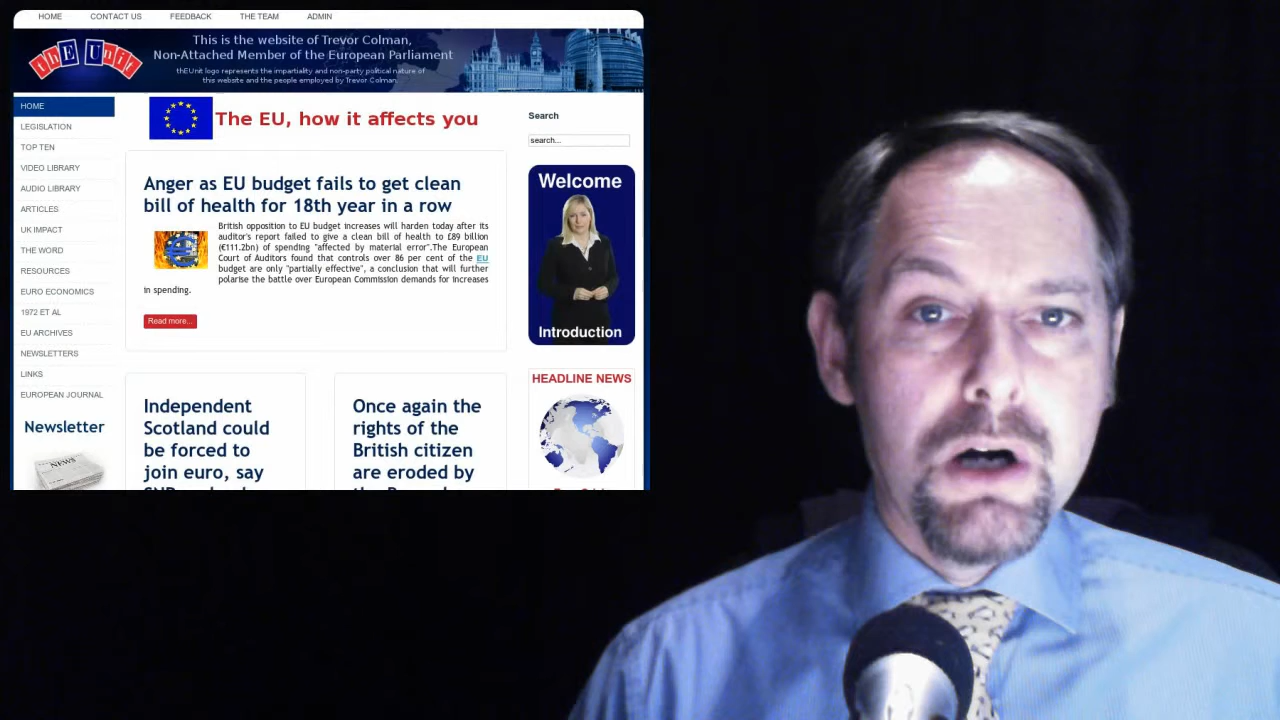 HOME CONTACT US FEEDBACK THE TEAM ADMIN
thE Unit
This is the website of Trevor Colman,
Non-Attached Member of the European Parliament
thEUnit logo represents the impartiality and non-party political nature of
this website and the people employed by Trevor Colman.
HOME
LEGISLATION
TOP TEN
VIDEO LIBRARY
AUDIO LIBRARY
ARTICLES
UK IMPACT
THE WORD
RESOURCES
EURO ECONOMICS
1972 ET AL
EU ARCHIVES
NEWSLETTERS
LINKS
EUROPEAN JOURNAL
Newsletter
NEWS
The EU, how it affects you
Anger as EU budget fails to get clean
bill of health for 18th year in a row
British opposition to EU budget increases will harden today after its
auditor's report failed to give a clean bill of health to £89 billion
(€111.2bn) of spending "affected by material error".The European
Court of Auditors found that controls over 86 per cent of the EU
budget are only "partially effective", a conclusion that will further
polarise the battle over European Commission demands for increases
in spending.
Read more...
Independent
Scotland could
be forced to
join euro, say
Once again the
rights of the
British citizen
are eroded by
Search
search...
Welcome
Introduction
HEADLINE NEWS